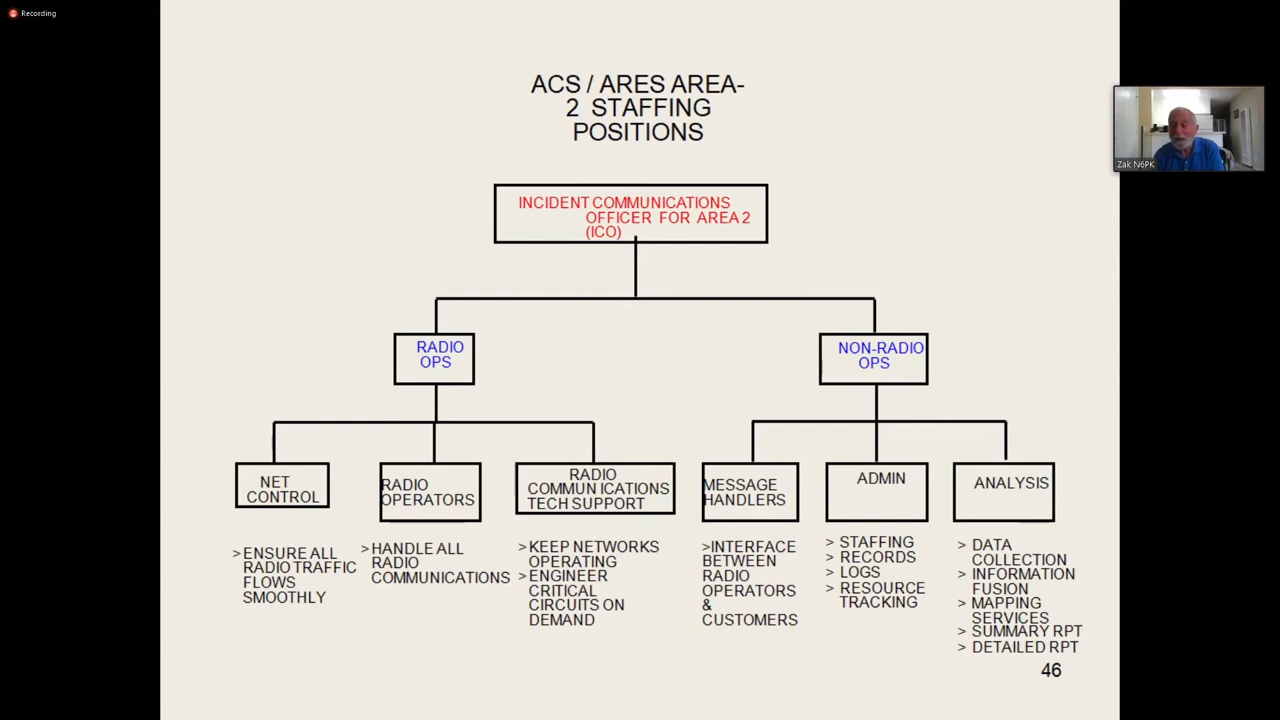 Recording
ACS / ARES AREA-
2 STAFFING
POSITIONS
Zak N6PK
INCIDENT COMMUNICATIONS
OFFICER FOR AREA 2
(ICO)
RADIO
OPS
NON-RADIO
OPS
NET
CONTROL
RADIO
OPERATORS
RADIO
COMMUNICATIONS
TECH SUPPORT
MESSAGE
HANDLERS
ADMIN
ANALYSIS
> ENSURE ALL
RADIO TRAFFIC
FLOWS
SMOOTHLY
> HANDLE ALL
RADIO
COMMUNICATIONS
> KEEP NETWORKS
OPERATING
> ENGINEER
CRITICAL
CIRCUITS ON
DEMAND
>INTERFACE
BETWEEN
RADIO
OPERATORS
&
CUSTOMERS
> STAFFING
> RECORDS
> LOGS
> RESOURCE
TRACKING
> DATA
COLLECTION
> INFORMATION
FUSION
> MAPPING
SERVICES
> SUMMARY RPT
> DETAILED RPT
46